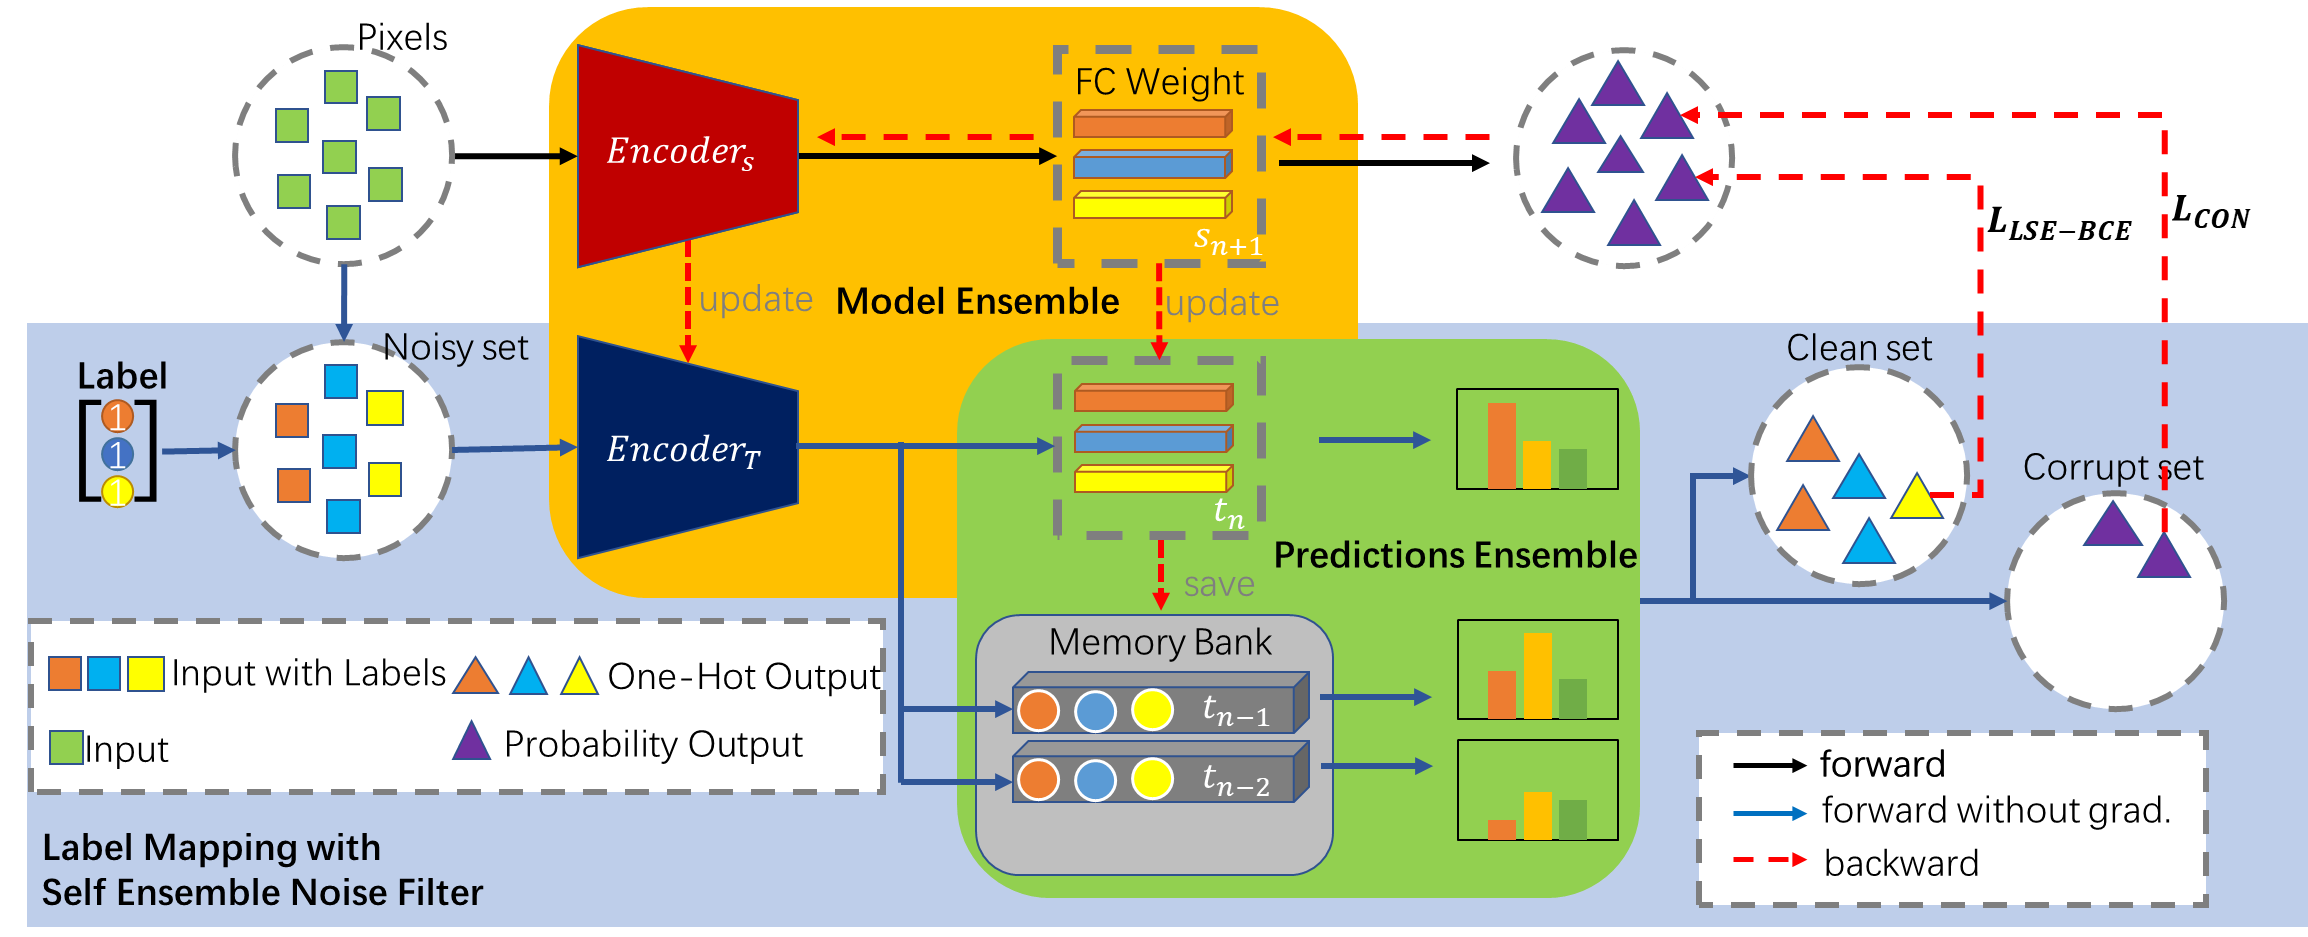 Pixels
FC Weight
Encoder_S
s_{n+1}
L_{LSE−BCE}
L_{CON}
update
Model Ensemble
update
Noisy set
Clean set
Label
1
1
1
Encoder_T
t_n
Corrupt set
Predictions Ensemble
save
Memory Bank
t_{n−1}
t_{n−2}
Input with Labels
One-Hot Output
Input
Probability Output
forward
forward without grad.
backward
Label Mapping with
Self Ensemble Noise Filter